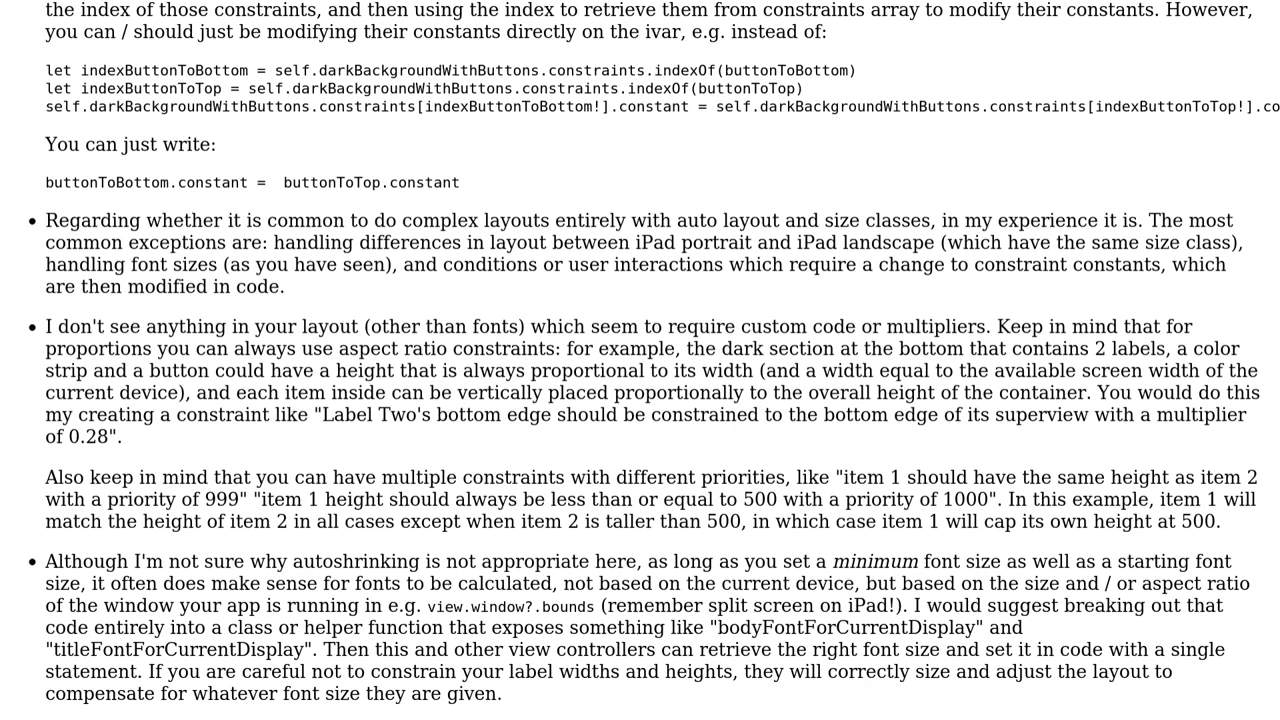 the index of those constraints, and then using the index to retrieve them from constraints array to modify their constants. However,
you can / should just be modifying their constants directly on the ivar, e.g. instead of:
let indexButtonToBottom = self.darkBackgroundWithButtons.constraints.indexOf(buttonToBottom)
let indexButtonToTop = self.darkBackgroundWithButtons.constraints.indexOf(buttonToTop)
self.darkBackgroundWithButtons.constraints[indexButtonToBottom!].constant = self.darkBackgroundWithButtons.constraints[indexButtonToTop!].co
You can just write:
buttonToBottom.constant =  buttonToTop.constant
• Regarding whether it is common to do complex layouts entirely with auto layout and size classes, in my experience it is. The most
common exceptions are: handling differences in layout between iPad portrait and iPad landscape (which have the same size class),
handling font sizes (as you have seen), and conditions or user interactions which require a change to constraint constants, which
are then modified in code.
• I don't see anything in your layout (other than fonts) which seem to require custom code or multipliers. Keep in mind that for
proportions you can always use aspect ratio constraints: for example, the dark section at the bottom that contains 2 labels, a color
strip and a button could have a height that is always proportional to its width (and a width equal to the available screen width of the
current device), and each item inside can be vertically placed proportionally to the overall height of the container. You would do this
my creating a constraint like "Label Two's bottom edge should be constrained to the bottom edge of its superview with a multiplier
of 0.28".
Also keep in mind that you can have multiple constraints with different priorities, like "item 1 should have the same height as item 2
with a priority of 999" "item 1 height should always be less than or equal to 500 with a priority of 1000". In this example, item 1 will
match the height of item 2 in all cases except when item 2 is taller than 500, in which case item 1 will cap its own height at 500.
• Although I'm not sure why autoshrinking is not appropriate here, as long as you set a minimum font size as well as a starting font
size, it often does make sense for fonts to be calculated, not based on the current device, but based on the size and / or aspect ratio
of the window your app is running in e.g. view.window?.bounds (remember split screen on iPad!). I would suggest breaking out that
code entirely into a class or helper function that exposes something like "bodyFontForCurrentDisplay" and
"titleFontForCurrentDisplay". Then this and other view controllers can retrieve the right font size and set it in code with a single
statement. If you are careful not to constrain your label widths and heights, they will correctly size and adjust the layout to
compensate for whatever font size they are given.